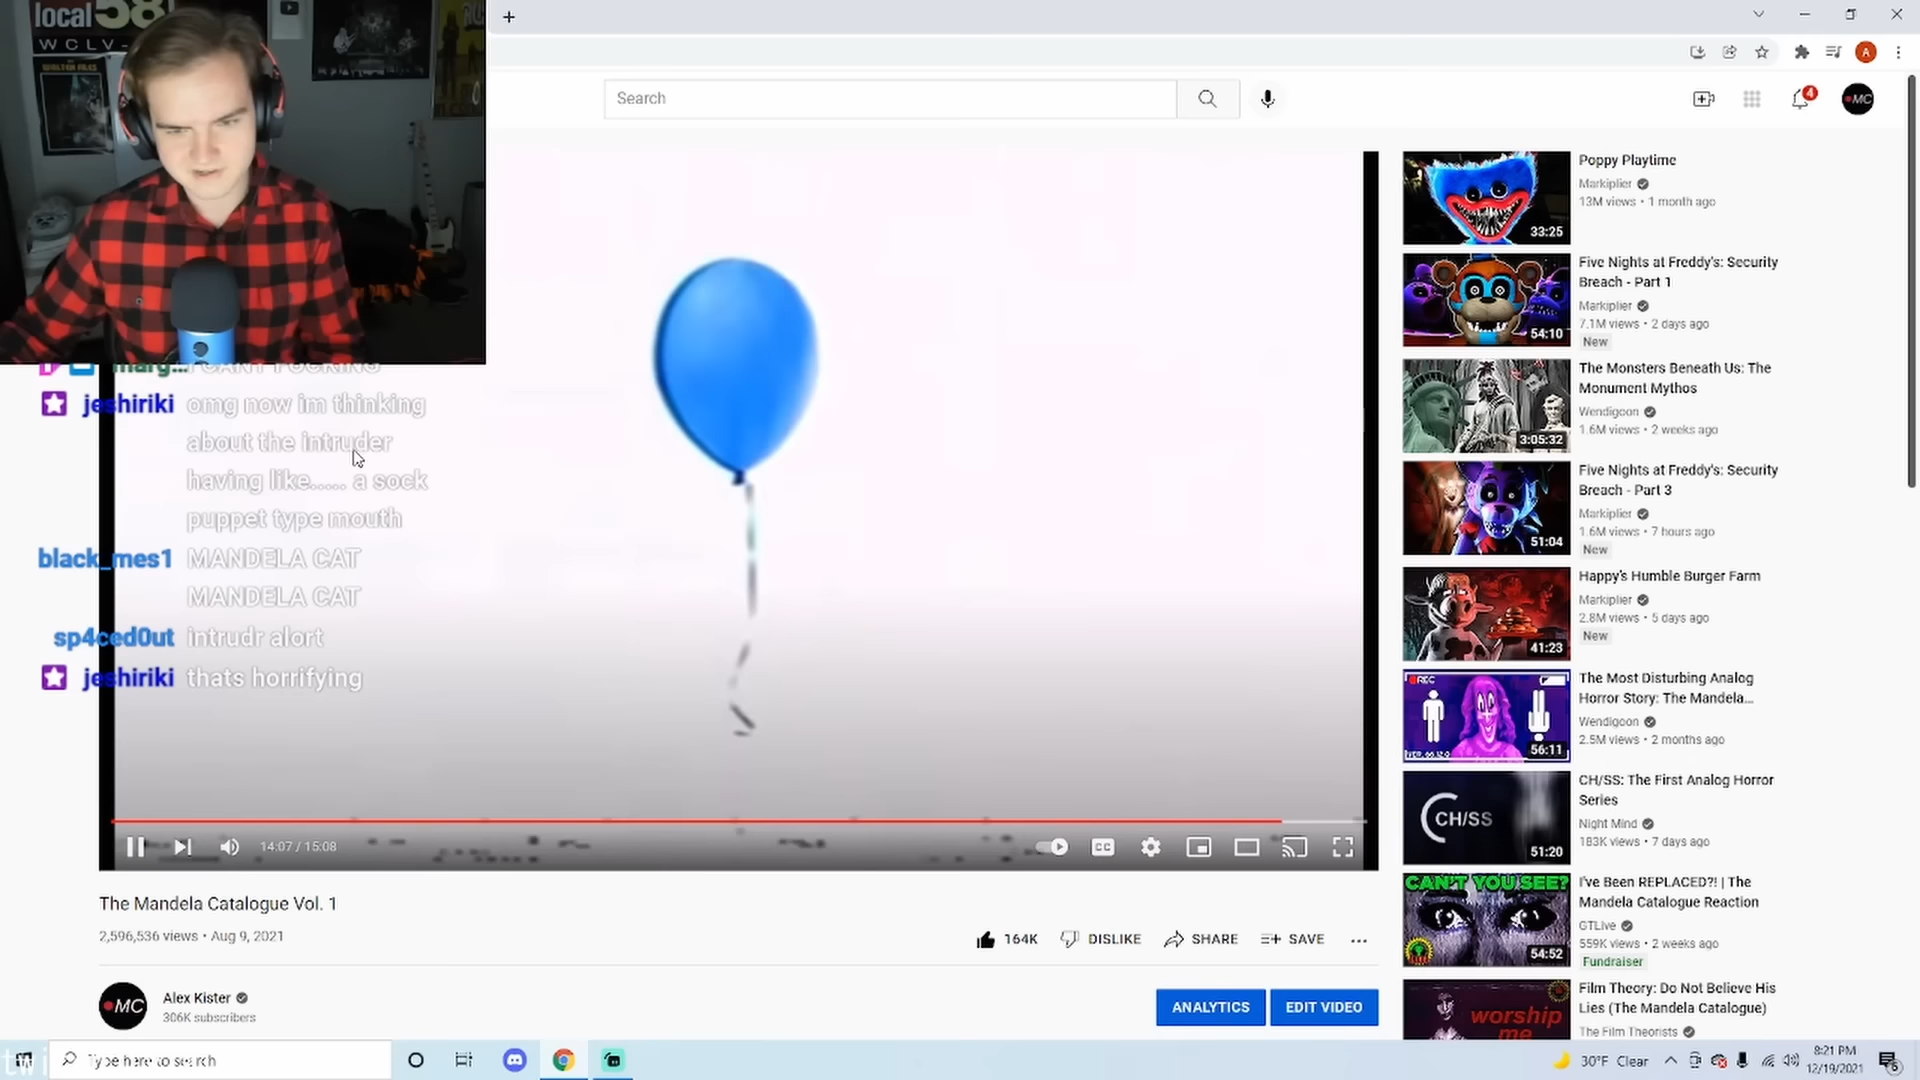 local 58
WCLV-
WALTEN FILES
Search
4
MC
A
jeshiriki omg now im thinking
about the intruder
having like..... a sock
puppet type mouth
black_mes1 MANDELA CAT
MANDELA CAT
sp4ced0ut intrudr alort
jeshiriki thats horrifying
14:07 / 15:08
CC
The Mandela Catalogue Vol. 1
2,596,536 views • Aug 9, 2021
164K DISLIKE SHARE SAVE
MC
Alex Kister
306K subscribers
ANALYTICS EDIT VIDEO
33:25
Poppy Playtime
Markiplier
13M views • 1 month ago
54:10
Five Nights at Freddy's: Security
Breach - Part 1
Markiplier
7.1M views • 2 days ago
New
3:05:32
The Monsters Beneath Us: The
Monument Mythos
Wendigoon
1.6M views • 2 weeks ago
51:04
Five Nights at Freddy's: Security
Breach - Part 3
Markiplier
1.6M views • 7 hours ago
New
41:23
Happy's Humble Burger Farm
Markiplier
2.8M views • 5 days ago
New
REC
56:11
The Most Disturbing Analog
Horror Story: The Mandela...
Wendigoon
2.5M views • 2 months ago
CH/SS
51:20
CH/SS: The First Analog Horror
Series
Night Mind
183K views • 7 days ago
CAN'T YOU SEE?
54:52
I've Been REPLACED?! | The
Mandela Catalogue Reaction
GTLive
559K views • 2 weeks ago
Fundraiser
worship
me
Film Theory: Do Not Believe His
Lies (The Mandela Catalogue)
The Film Theorists
Type here to search
30°F Clear
8:21 PM
12/19/2021